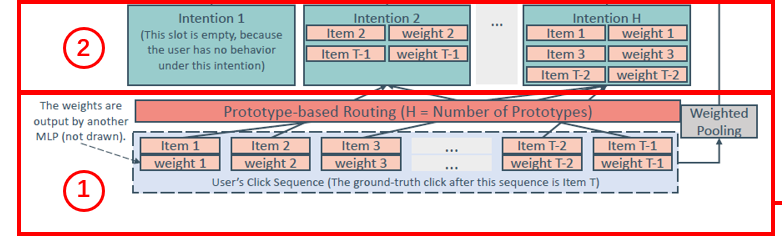 2
Intention 1
(This slot is empty, because
the user has no behavior
under this intention)
Intention 2
Item 2 weight 2
Item T-1 weight T-1
...
Intention H
Item 1 weight 1
Item 3 weight 3
Item T-2 weight T-2
The weights are
output by another
MLP (not drawn).
Prototype-based Routing (H = Number of Prototypes)
Weighted
Pooling
Item 1 Item 2 Item 3 ... Item T-2 Item T-1
weight 1 weight 2 weight 3 ... weight T-2 weight T-1
User's Click Sequence (The ground-truth click after this sequence is Item T)
1